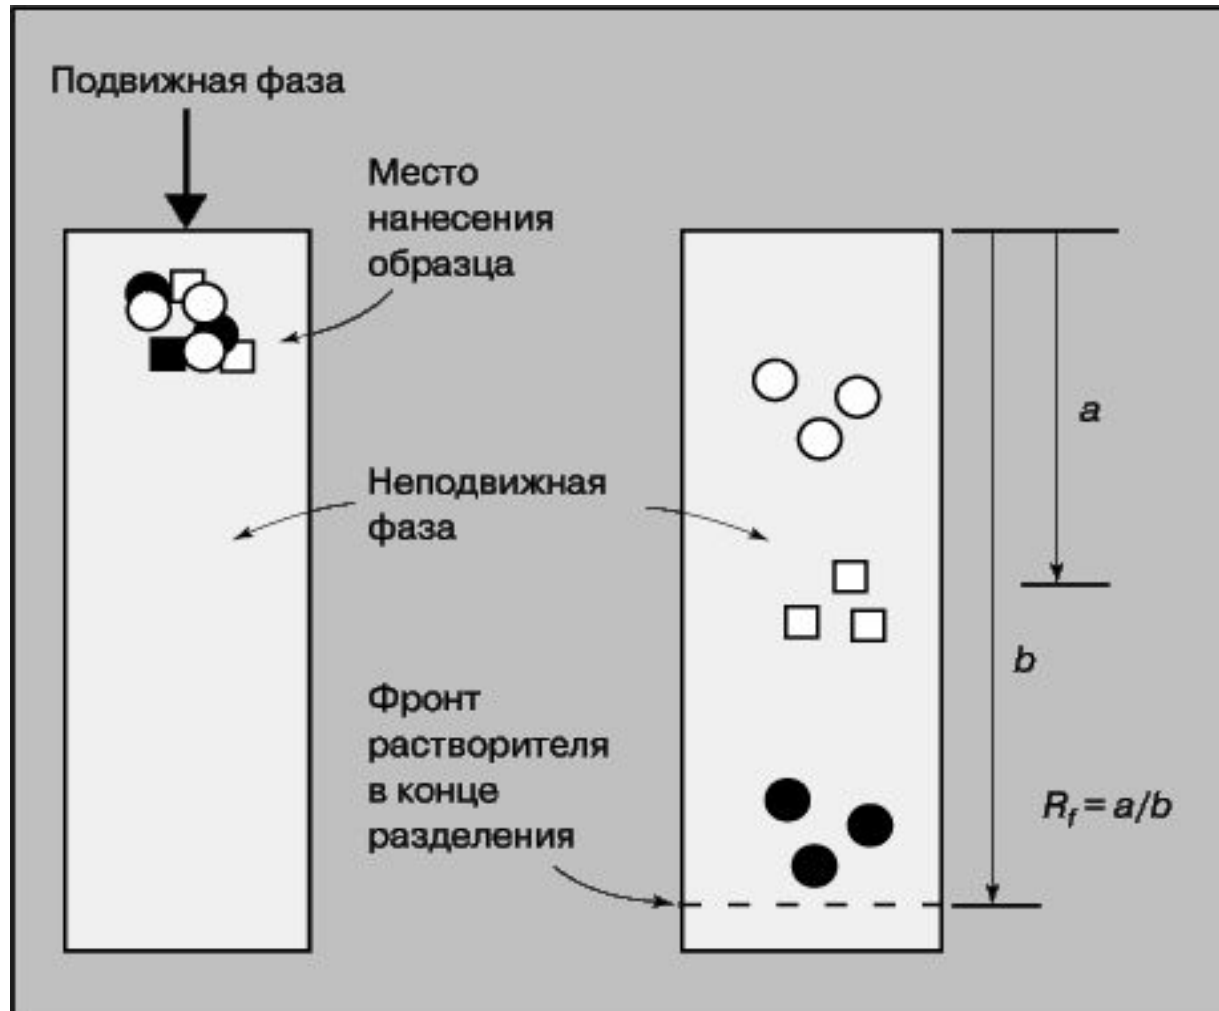 Подвижная фаза
Место
нанесения
образца
Неподвижная
фаза
Фронт
растворителя
в конце
разделения
a
b
Rf = a/b